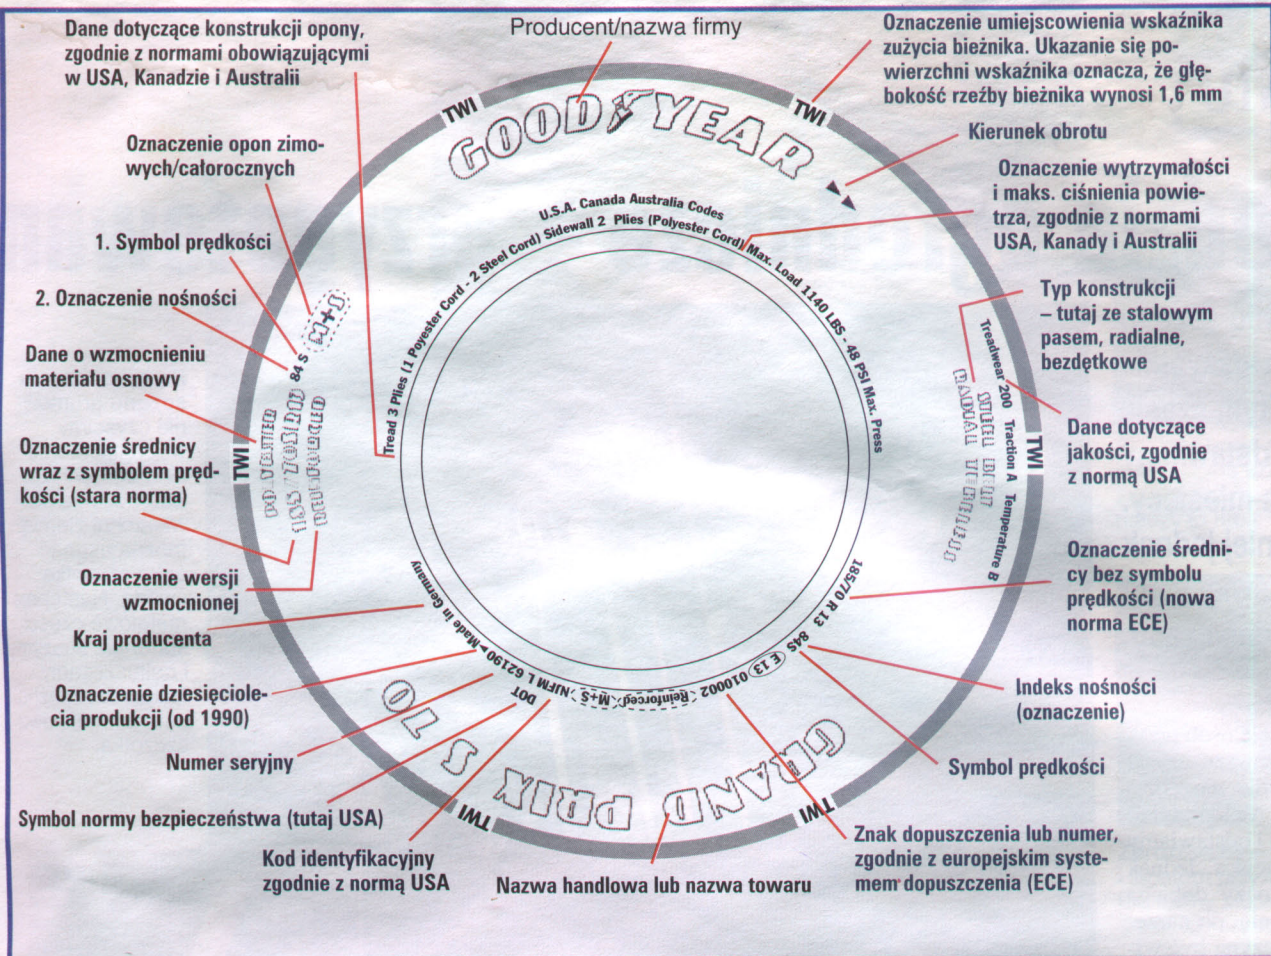 Dane dotyczące konstrukcji opony,
zgodnie z normami obowiązującymi
w USA, Kanadzie i Australii
Producent/nazwa firmy
Oznaczenie umiejscowienia wskaźnika
zużycia bieżnika. Ukazanie się po-
wierzchni wskaźnika oznacza, że głę-
bokość rzeźby bieżnika wynosi 1,6 mm
Oznaczenie opon zimo-
wych/całorocznych
Kierunek obrotu
Oznaczenie wytrzymałości
i maks. ciśnienia powie-
trza, zgodnie z normami
USA, Kanady i Australii
1. Symbol prędkości
2. Oznaczenie nośności
Typ konstrukcji
– tutaj ze stalowym
pasem, radialne,
bezdętkowe
Dane o wzmocnieniu
materiału osnowy
Dane dotyczące
jakości, zgodnie
z normą USA
Oznaczenie średnicy
wraz z symbolem pręd-
kości (stara norma)
Oznaczenie średni-
cy bez symbolu
prędkości (nowa
norma ECE)
Oznaczenie wersji
wzmocnionej
Kraj producenta
Oznaczenie dziesięciole-
cia produkcji (od 1990)
Indeks nośności
(oznaczenie)
Numer seryjny
Symbol prędkości
Symbol normy bezpieczeństwa (tutaj USA)
Kod identyfikacyjny
zgodnie z normą USA
Nazwa handlowa lub nazwa towaru
Znak dopuszczenia lub numer,
zgodnie z europejskim syste-
mem dopuszczenia (ECE)
TWI
TWI
TWI
TWI
TWI
TWI
GOOD YEAR
U.S.A. Canada Australia Codes
Tread 3 Plies (1 Poyester Cord - 2 Steel Cord) Sidewall 2 Plies (Polyester Cord) Max. Load 1140 LBS - 48 PSI Max. Press
M+S
84 S
Treadwear 200 Traction A Temperature B
STEEL BELT
RADIAL TUBELESS
185/70 R 13 84S E 13 010002 Reinforced M+S
DOT
NJFM L 62190 ◄ Made in Germany
GRAND PRIX S 70